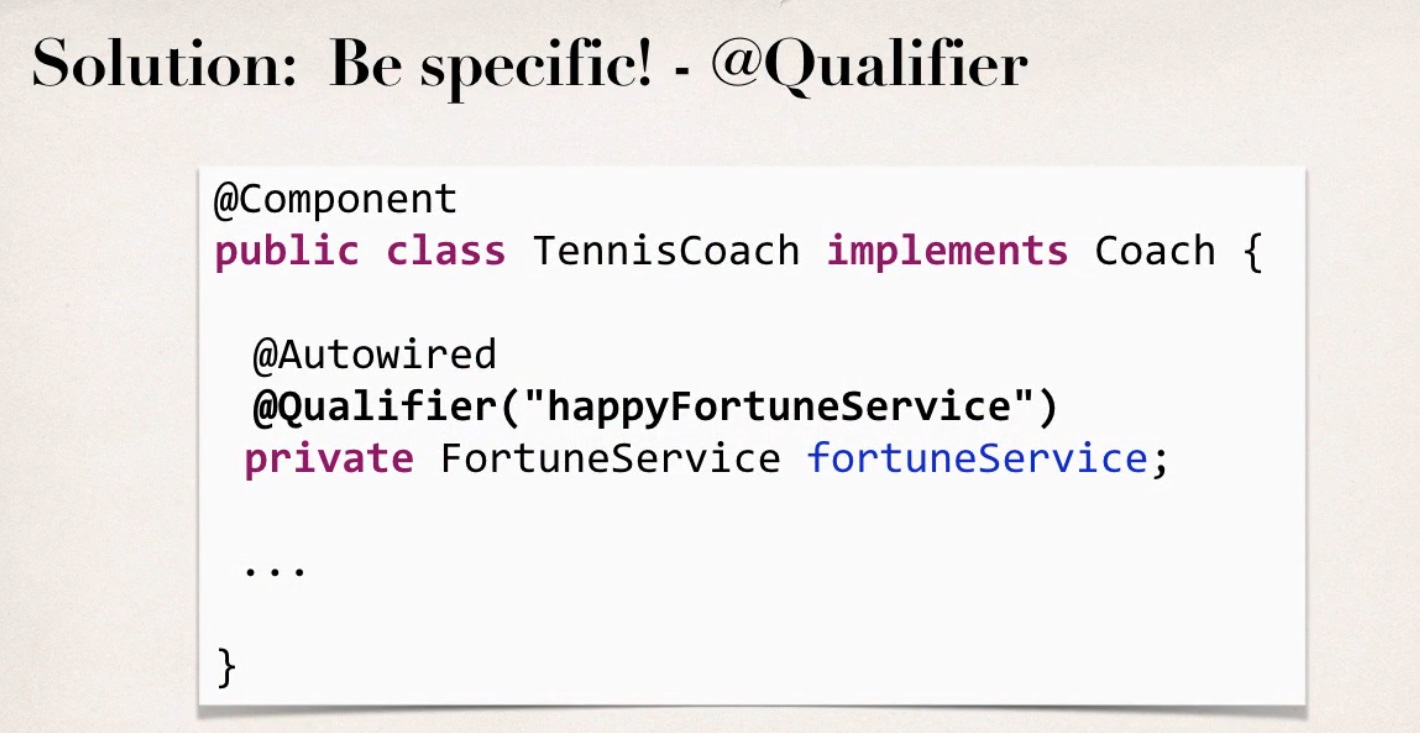 Solution: Be specific! - @Qualifier
@Component
public class TennisCoach implements Coach {
@Autowired
@Qualifier("happyFortuneService")
private FortuneService fortuneService;
...
}